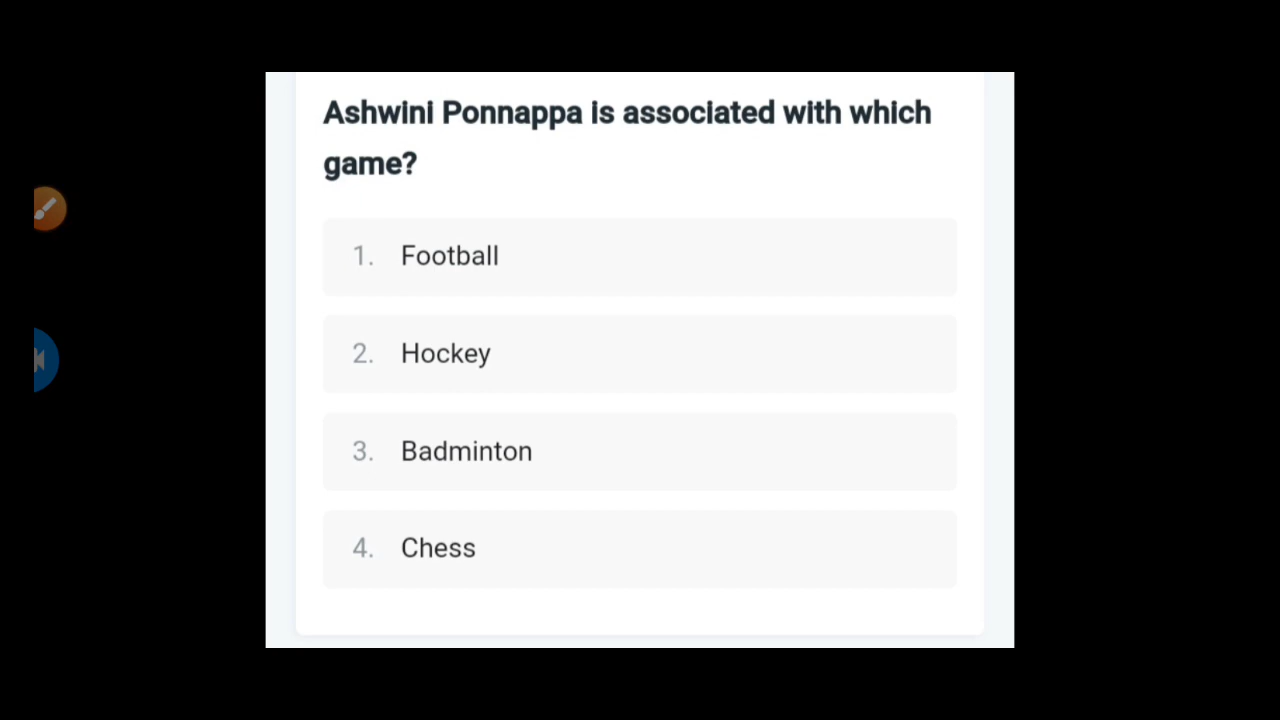 Ashwini Ponnappa is associated with which
game?
1. Football
2. Hockey
3. Badminton
4. Chess